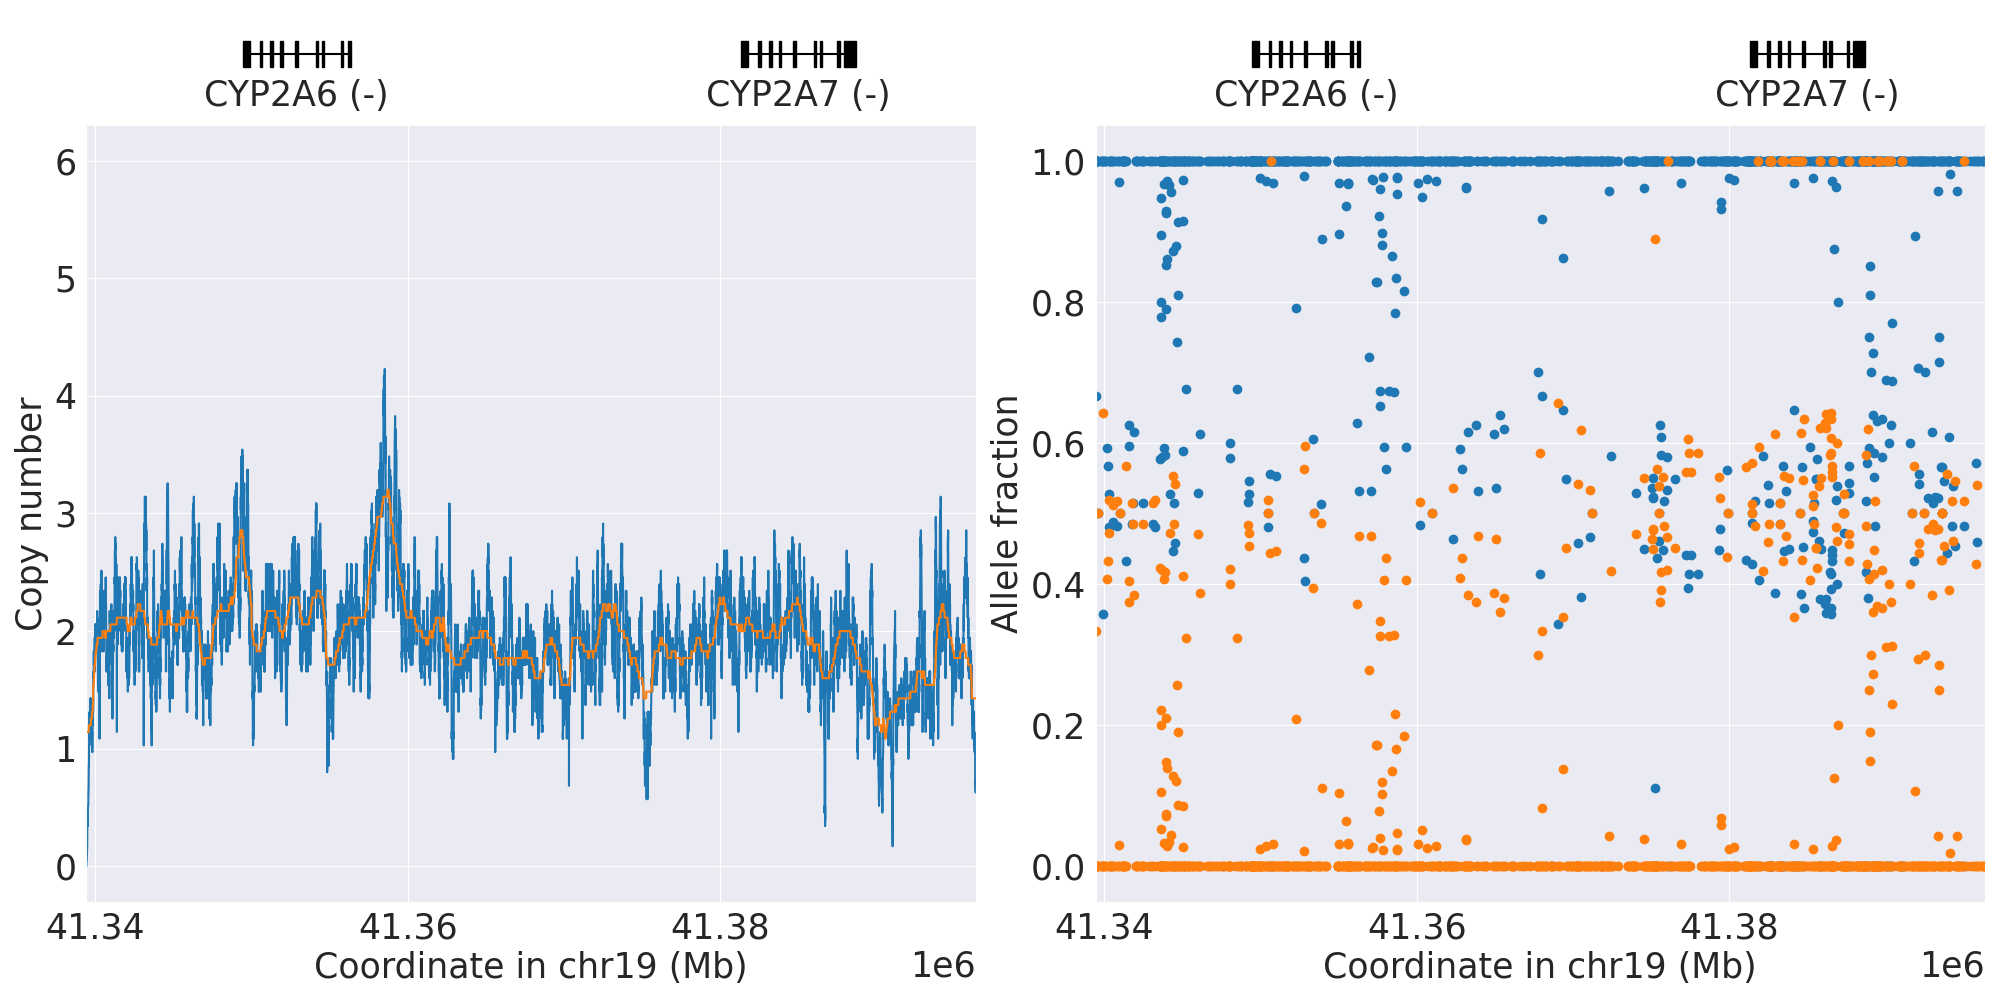 CYP2A6 (-) CYP2A7 (-)
CYP2A6 (-) CYP2A7 (-)
Copy number
6
5
4
3
2
1
0
41.34 41.36 41.38
Coordinate in chr19 (Mb) 1e6
Allele fraction
1.0
0.8
0.6
0.4
0.2
0.0
41.34 41.36 41.38
Coordinate in chr19 (Mb) 1e6